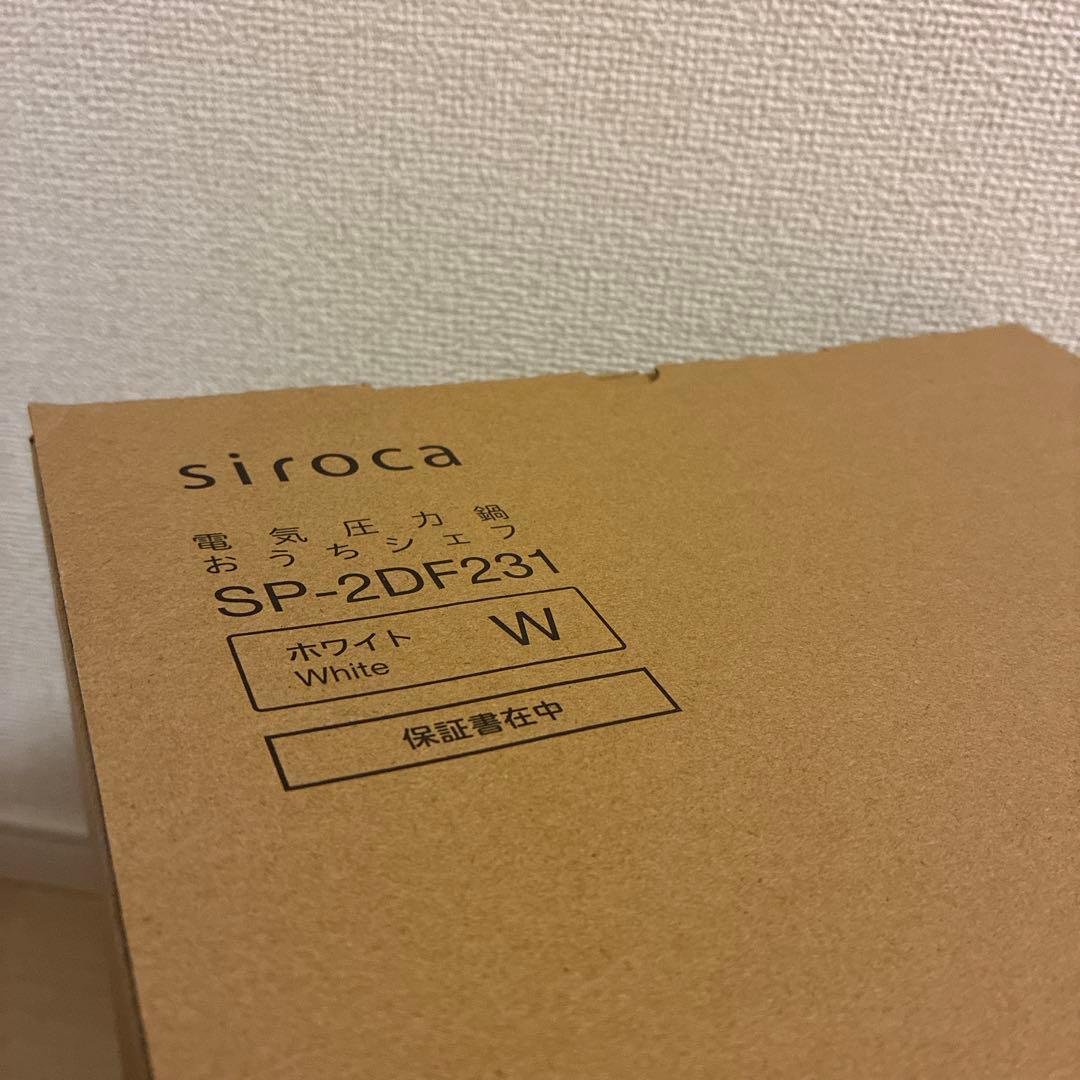 siroca
電気圧力鍋
おうちシェフ
SP-2DF231
ホワイト W
White
保証書在中